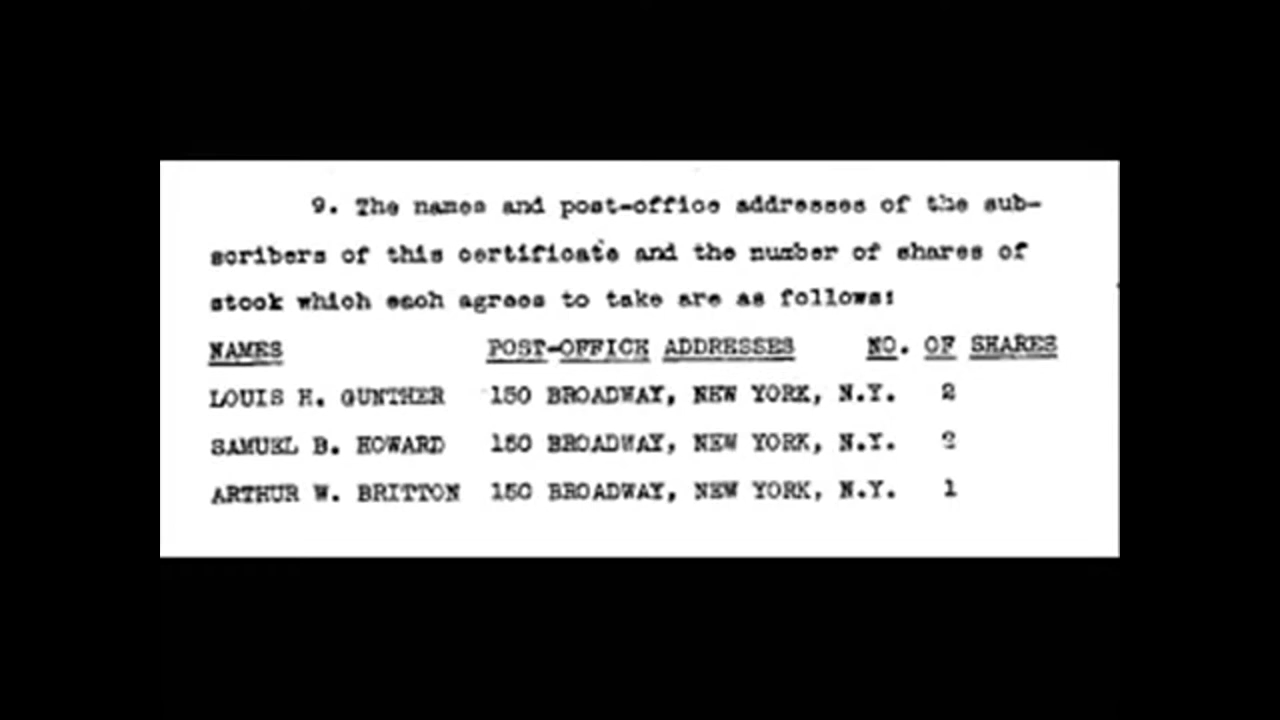 9. The names and post-office addresses of the sub-
scribers of this certificate and the number of shares of
stock which each agrees to take are as follows:
NAMES POST-OFFICE ADDRESSES NO. OF SHARES
LOUIS H. GUNTHER 150 BROADWAY, NEW YORK, N.Y. 2
SAMUEL B. HOWARD 150 BROADWAY, NEW YORK, N.Y. 2
ARTHUR W. BRITTON 150 BROADWAY, NEW YORK, N.Y. 1